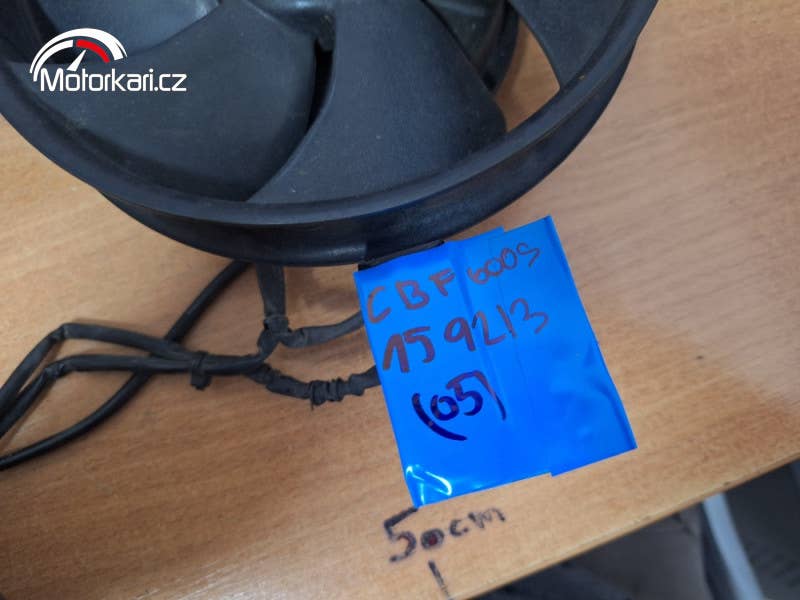 Motorkari.cz
CBF 600S
159213
(05)
50cm